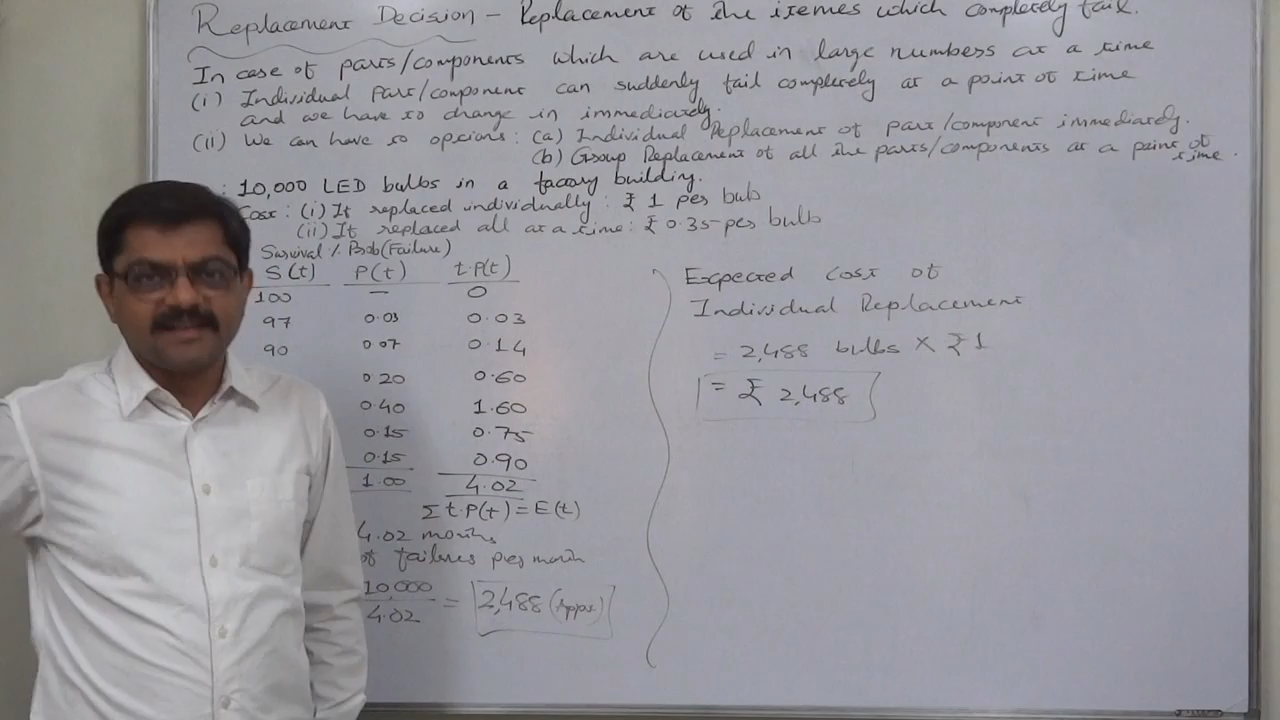 Replacement Decision - Replacement of the itemes which completely fail.
In case of parts/components which are used in large numbers at a time
(i) Individual part/component can suddenly fail completely at a point of time
and we have to change in immediately.
(ii) We can have to options: (a) Individual Replacement of part/component immediately.
(b) Group Replacement of all the parts/components at a point of time.
: 10,000 LED bulbs in a factory building.
Cost: (i) If replaced individually: ₹ 1 per bulb
(ii) If replaced all at a time: ₹ 0.35 per bulb
Survival % Prob(Failure)
S(t) P(t) t.P(t)
100 — 0
97 0.03 0.03
90 0.07 0.14
0.20 0.60
0.40 1.60
0.15 0.75
0.15 0.90
1.00 4.02
Σt.P(t) = E(t)
4.02 months
of failures per month
10,000
4.02
= 2,488 (Appx)
Expected Cost of
Individual Replacement
= 2,488 bulbs × ₹1
= ₹ 2,488